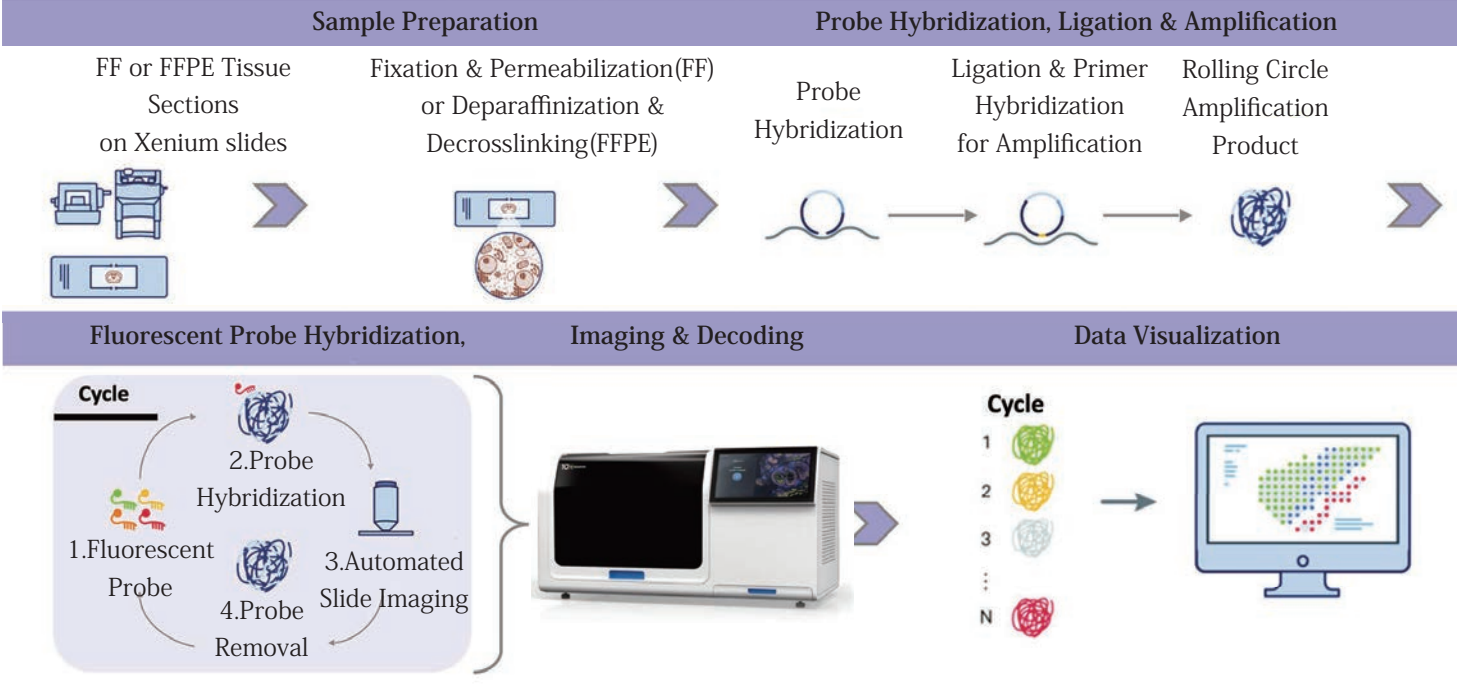 Sample Preparation
Probe Hybridization, Ligation & Amplification
FF or FFPE Tissue
Sections
on Xenium slides
Fixation & Permeabilization(FF)
or Deparaffinization &
Decrosslinking(FFPE)
Probe
Hybridization
Ligation & Primer
Hybridization
for Amplification
Rolling Circle
Amplification
Product
Fluorescent Probe Hybridization,
Imaging & Decoding
Data Visualization
Cycle
1.Fluorescent
Probe
2.Probe
Hybridization
3.Automated
Slide Imaging
4.Probe
Removal
Cycle
1
2
3
⋮
N